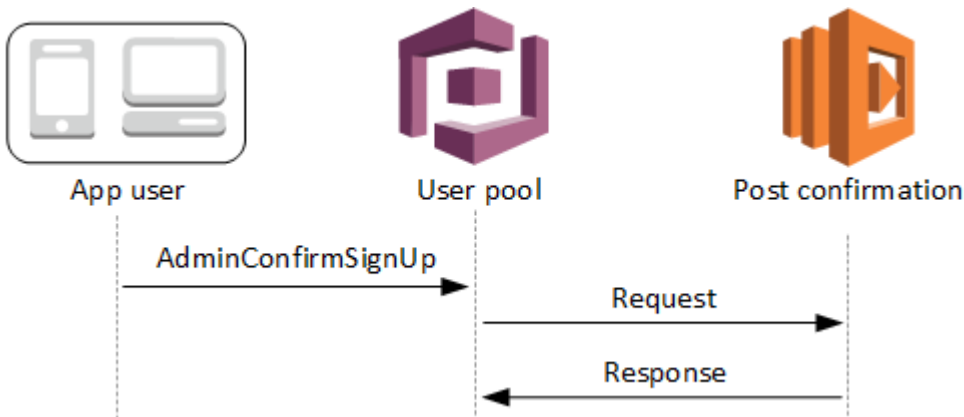 App user
User pool
Post confirmation
AdminConfirmSignUp
Request
Response